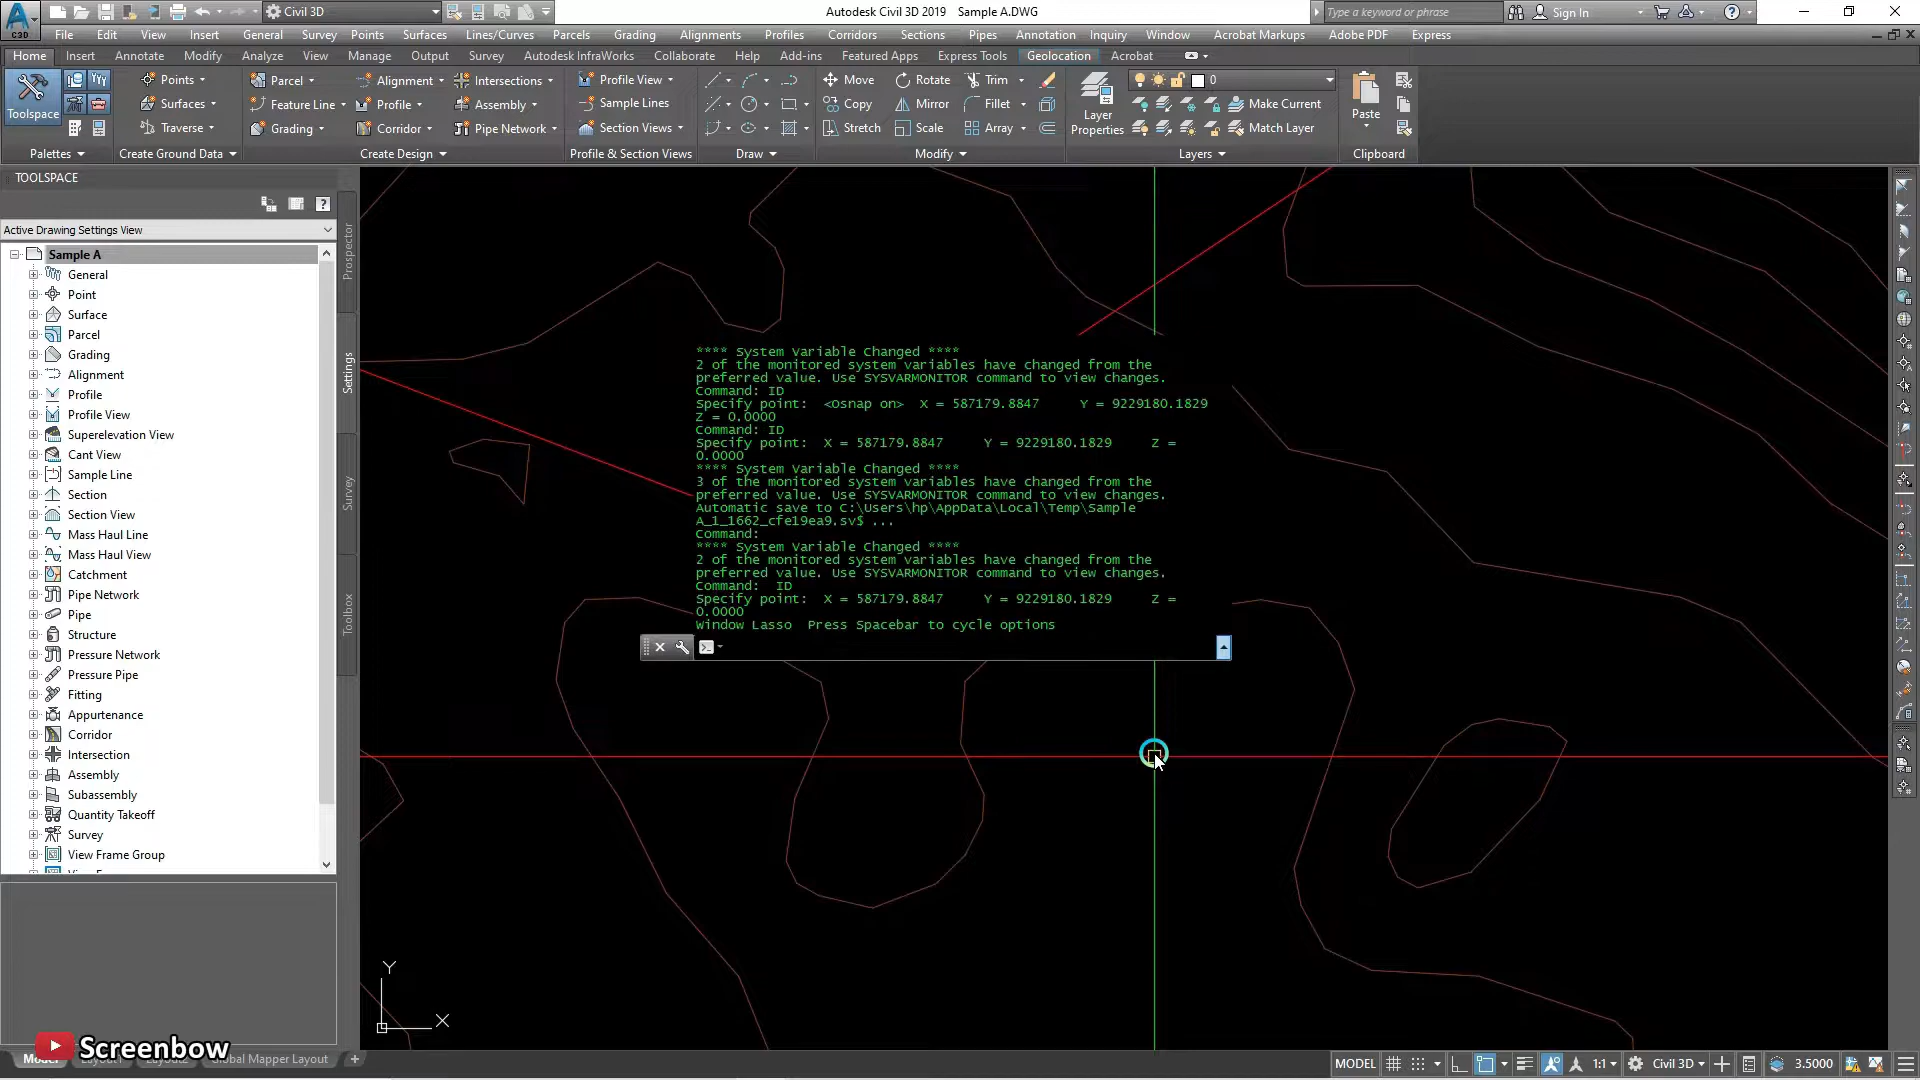 C3D
Civil 3D
Autodesk Civil 3D 2019 Sample A.DWG
Type a keyword or phrase
Sign In
File Edit View Insert General Survey Points Surfaces Lines/Curves Parcels Grading Alignments Profiles Corridors Sections Pipes Annotation Inquiry Window Acrobat Markups Adobe PDF Express
Home Insert Annotate Modify Analyze View Manage Output Survey Autodesk InfraWorks Collaborate Help Add-ins Featured Apps Express Tools Geolocation Acrobat
Toolspace
Palettes
Points
Surfaces
Traverse
Create Ground Data
Parcel
Feature Line
Grading
Alignment
Profile
Corridor
Intersections
Assembly
Pipe Network
Create Design
Profile View
Sample Lines
Section Views
Profile & Section Views
Draw
Move
Copy
Stretch
Rotate
Mirror
Scale
Trim
Fillet
Array
Modify
Layer
Properties
0
Make Current
Match Layer
Layers
Paste
Clipboard
TOOLSPACE
Active Drawing Settings View
Sample A
General
Point
Surface
Parcel
Grading
Alignment
Profile
Profile View
Superelevation View
Cant View
Sample Line
Section
Section View
Mass Haul Line
Mass Haul View
Catchment
Pipe Network
Pipe
Structure
Pressure Network
Pressure Pipe
Fitting
Appurtenance
Corridor
Intersection
Assembly
Subassembly
Quantity Takeoff
Survey
View Frame Group
Prospector
Settings
Survey
Toolbox
**** System Variable Changed ****
2 of the monitored system variables have changed from the
preferred value. Use SYSVARMONITOR command to view changes.
Command: ID
Specify point: <Osnap on> X = 587179.8847 Y = 9229180.1829
Z = 0.0000
Command: ID
Specify point: X = 587179.8847 Y = 9229180.1829 Z =
0.0000
**** System Variable Changed ****
3 of the monitored system variables have changed from the
preferred value. Use SYSVARMONITOR command to view changes.
Automatic save to C:\Users\hp\AppData\Local\Temp\Sample
A_1_1662_cfe19ea9.sv$ ...
Command:
**** System Variable Changed ****
2 of the monitored system variables have changed from the
preferred value. Use SYSVARMONITOR command to view changes.
Command: ID
Specify point: X = 587179.8847 Y = 9229180.1829 Z =
0.0000
Window Lasso Press Spacebar to cycle options
Y
X
Screenbow
Global Mapper Layout
MODEL
1:1
Civil 3D
3.5000